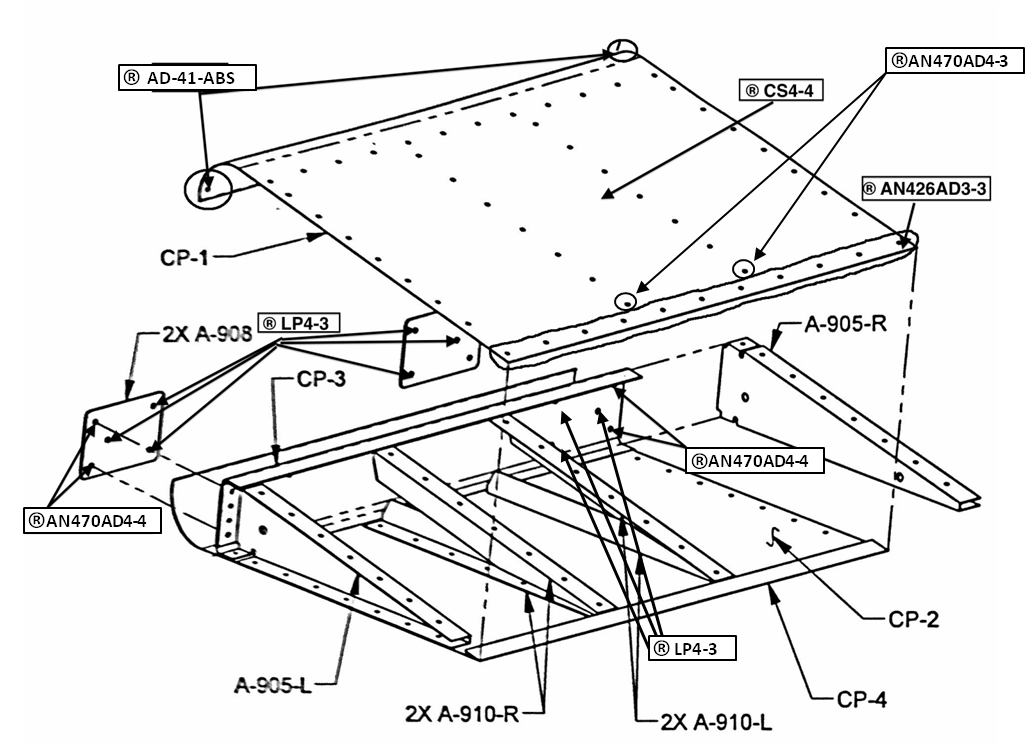 ® AD-41-ABS
®AN470AD4-3
® CS4-4
® AN426AD3-3
CP-1
2X A-908
® LP4-3
A-905-R
CP-3
®AN470AD4-4
®AN470AD4-4
CP-2
® LP4-3
A-905-L
CP-4
2X A-910-R
2X A-910-L